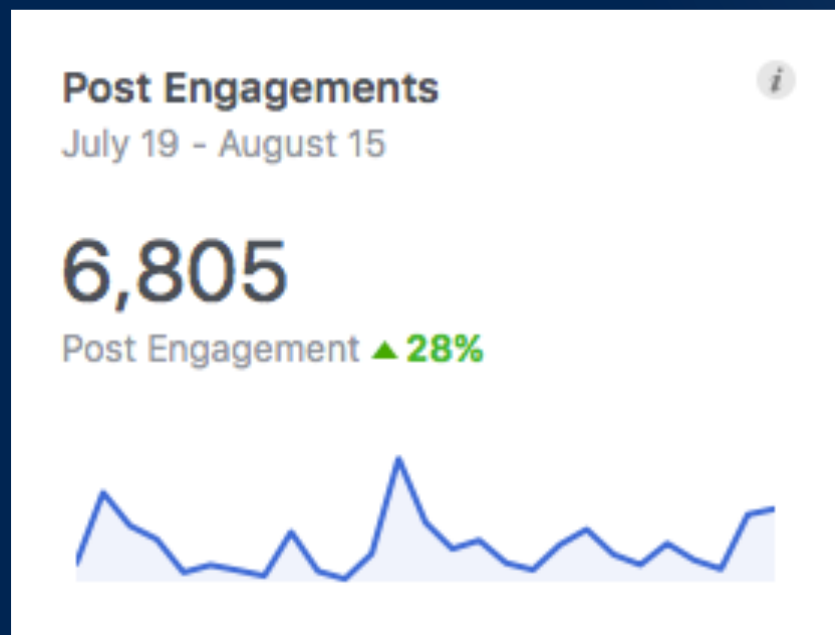 Post Engagements
i
July 19 - August 15
6,805
Post Engagement ▲ 28%